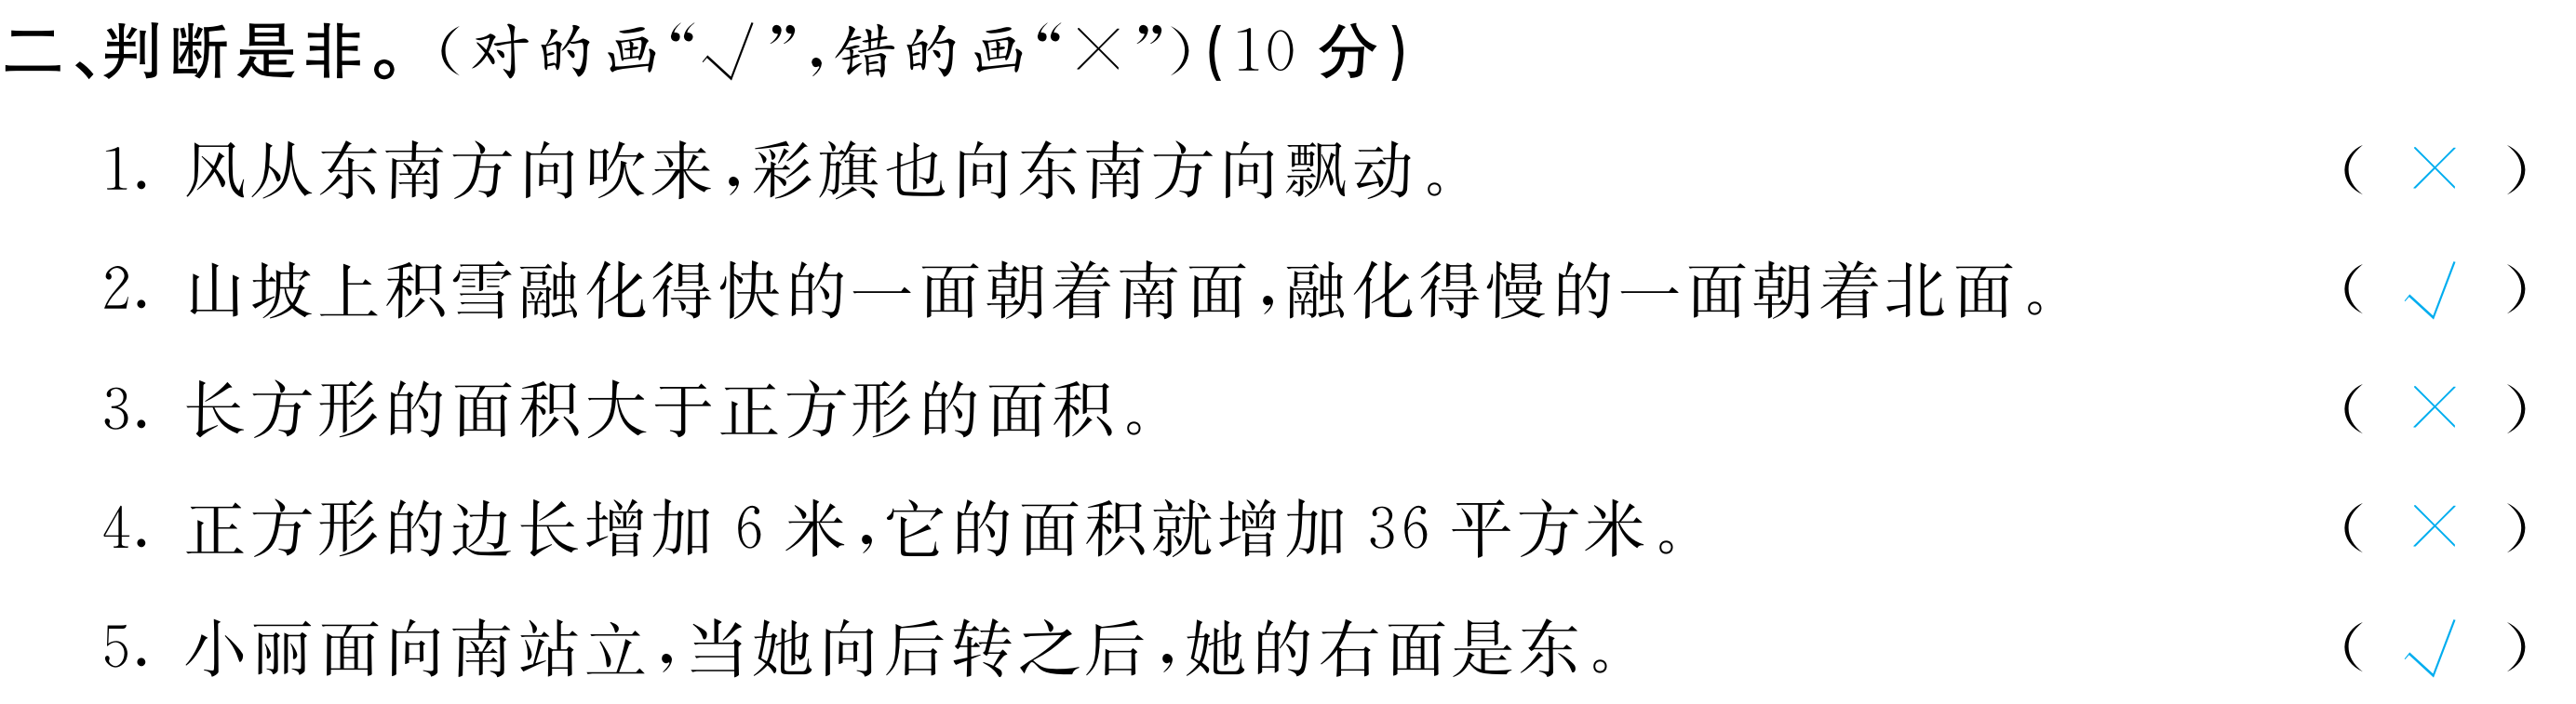 二、判断是非。(对的画“√”,错的画“×”)(10 分)
1. 风从东南方向吹来,彩旗也向东南方向飘动。 ( × )
2. 山坡上积雪融化得快的一面朝着南面,融化得慢的一面朝着北面。 ( √ )
3. 长方形的面积大于正方形的面积。 ( × )
4. 正方形的边长增加 6 米,它的面积就增加 36 平方米。 ( × )
5. 小丽面向南站立,当她向后转之后,她的右面是东。 ( √ )